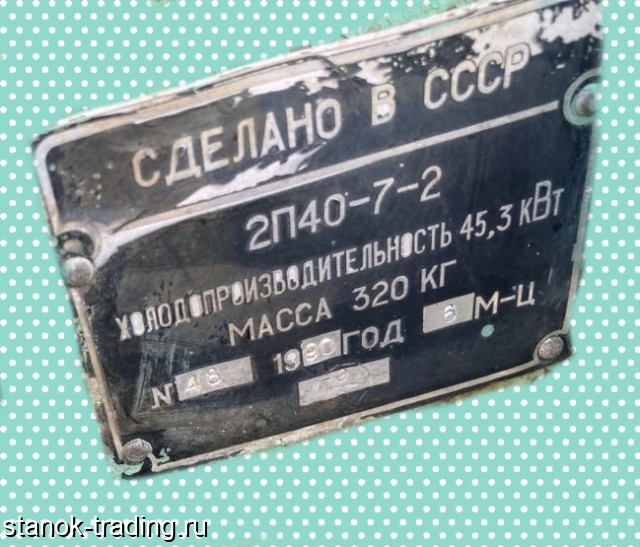 СДЕЛАНО В СССР
2П40-7-2
ХОЛОДОПРОИЗВОДИТЕЛЬНОСТЬ 45,3 кВт
МАССА 320 КГ
N 48 1990 ГОД 6 М-Ц
stanok-trading.ru